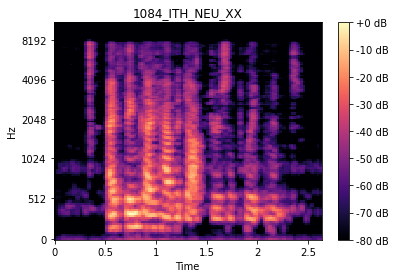 1084_ITH_NEU_XX
8192
4096
2048
1024
512
0
Hz
0
0.5
1
1.5
2
2.5
Time
+0 dB
-10 dB
-20 dB
-30 dB
-40 dB
-50 dB
-60 dB
-70 dB
-80 dB